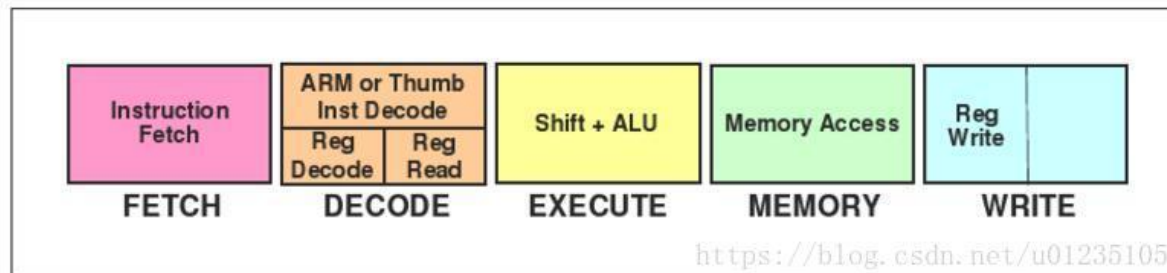 Instruction
Fetch
ARM or Thumb
Inst Decode
Reg
Decode
Reg
Read
Shift + ALU
Memory Access
Reg
Write
FETCH
DECODE
EXECUTE
MEMORY
WRITE
https://blog.csdn.net/u01235105